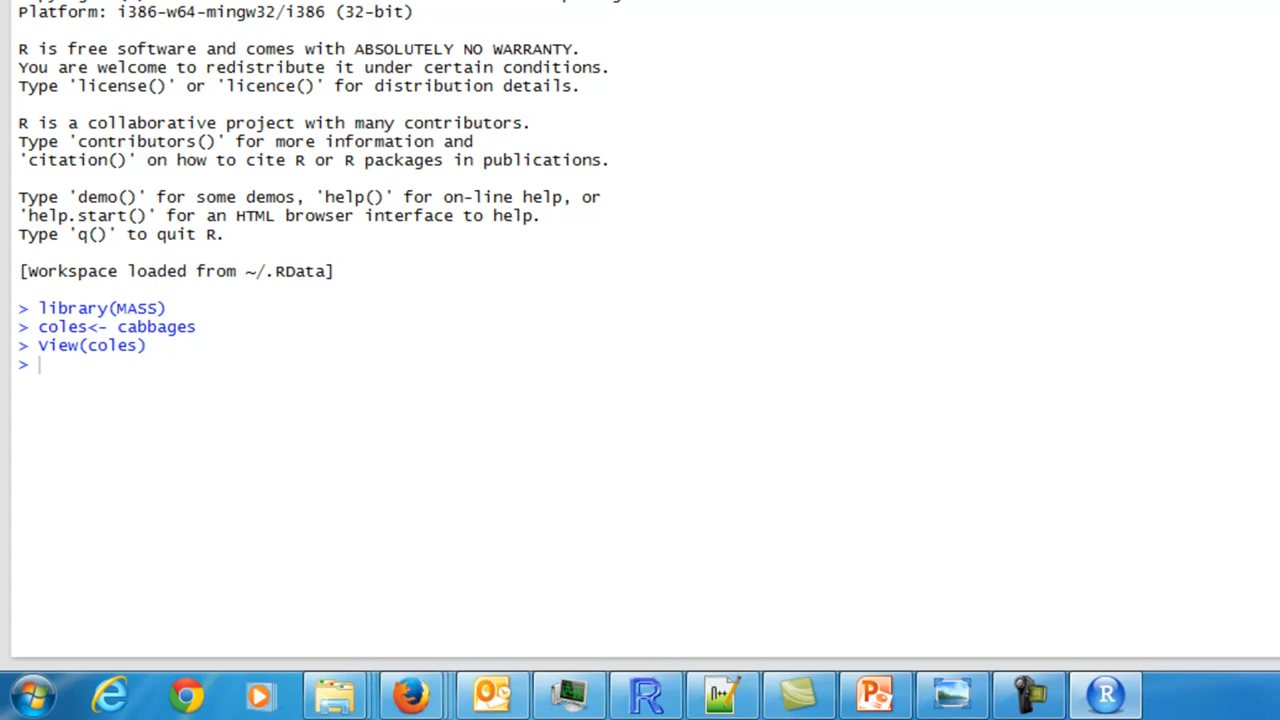 Platform: i386-w64-mingw32/i386 (32-bit)
R is free software and comes with ABSOLUTELY NO WARRANTY.
You are welcome to redistribute it under certain conditions.
Type 'license()' or 'licence()' for distribution details.
R is a collaborative project with many contributors.
Type 'contributors()' for more information and
'citation()' on how to cite R or R packages in publications.
Type 'demo()' for some demos, 'help()' for on-line help, or
'help.start()' for an HTML browser interface to help.
Type 'q()' to quit R.
[Workspace loaded from ~/.RData]
> library(MASS)
> coles<- cabbages
> View(coles)
>